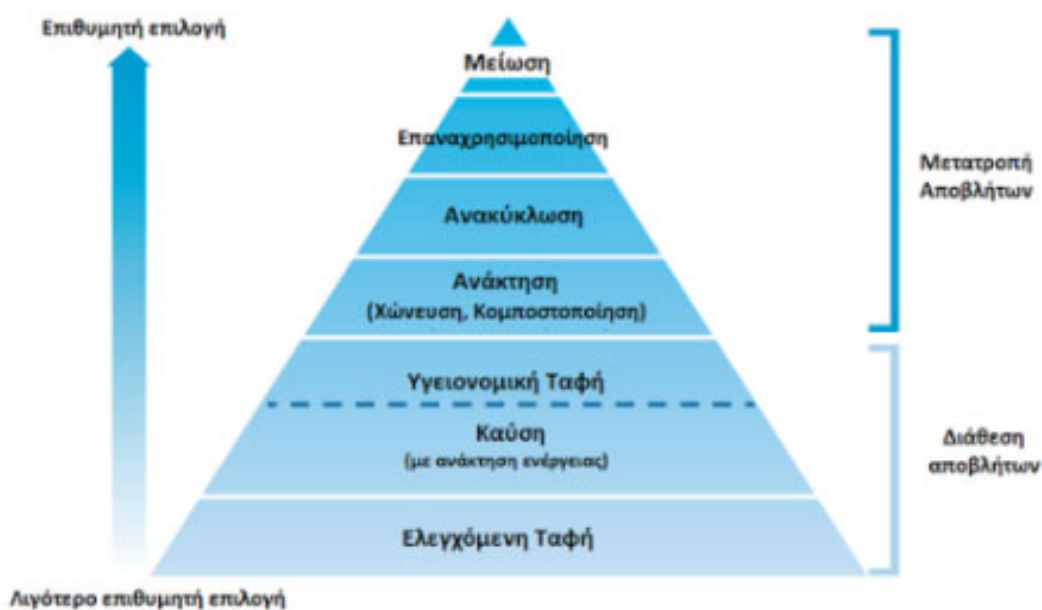 Επιθυμητή επιλογή
Μείωση
Επαναχρησιμοποίηση
Ανακύκλωση
Ανάκτηση
(Χώνευση, Κομποστοποίηση)
Υγειονομική Ταφή
Καύση
(με ανάκτηση ενέργειας)
Ελεγχόμενη Ταφή
Λιγότερο επιθυμητή επιλογή
Μετατροπή
Αποβλήτων
Διάθεση
αποβλήτων